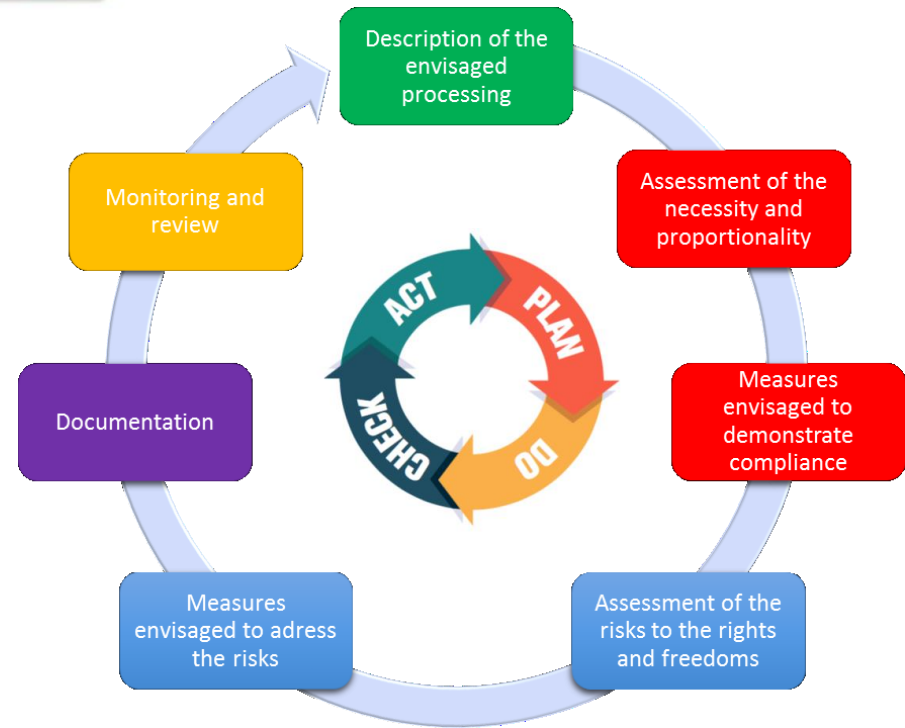 Description of the
envisaged
processing
Assessment of the
necessity and
proportionality
Measures
envisaged to
demonstrate
compliance
Assessment of the
risks to the rights
and freedoms
Measures
envisaged to adress
the risks
Documentation
Monitoring and
review
PLAN
DO
CHECK
ACT